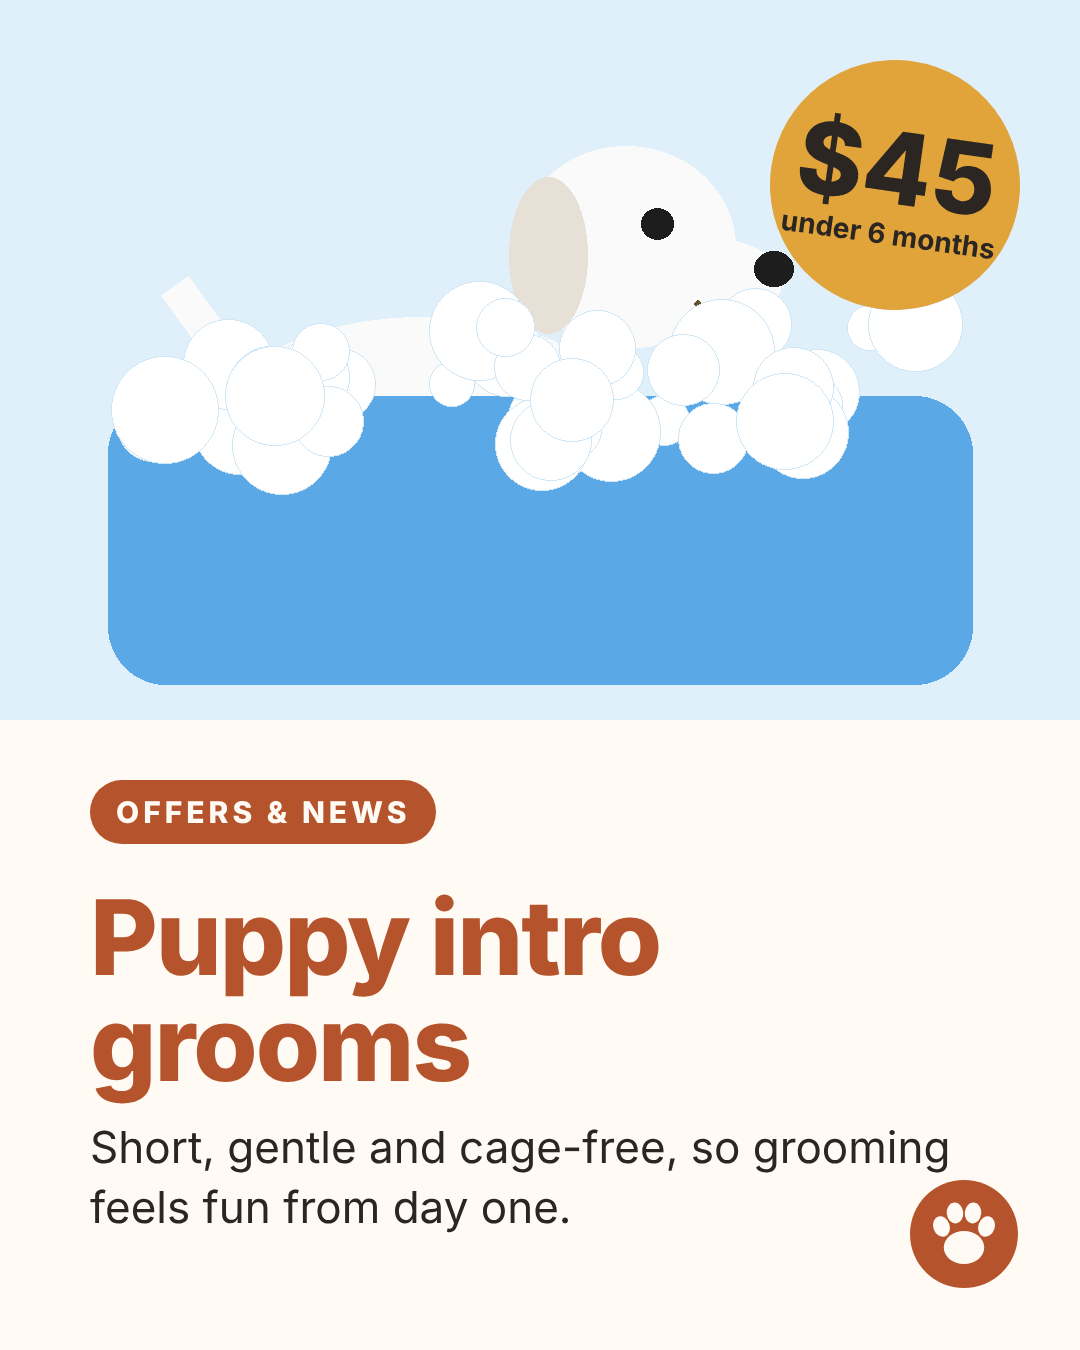 $45
under 6 months
OFFERS & NEWS
Puppy intro
grooms
Short, gentle and cage-free, so grooming
feels fun from day one.